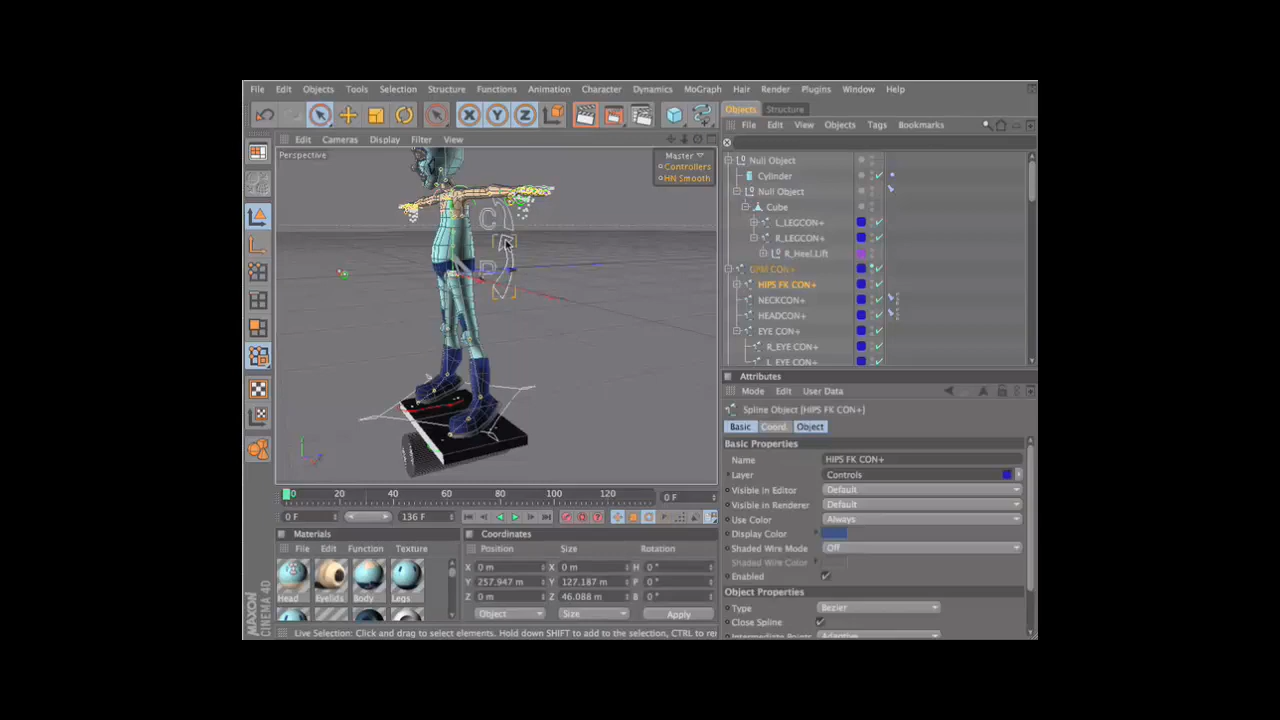 File Edit Objects Tools Selection Structure Functions Animation Character Dynamics MoGraph Hair Render Plugins Window Help
X Y Z
Objects Structure
File Edit View Objects Tags Bookmarks
Edit Cameras Display Filter View
Perspective
Master
Controllers
HN Smooth
Null Object
Cylinder
Null Object
Cube
L_LEGCON+
R_LEGCON+
R_Heel.Lift
HIPS FK CON+
NECKCON+
HEADCON+
EYE CON+
R_EYE CON+
L_EYE CON+
C
Attributes
Mode Edit User Data
Spline Object [HIPS FK CON+]
Basic Coord. Object
Basic Properties
Name HIPS FK CON+
Layer Controls
Visible in Editor Default
Visible in Renderer Default
Use Color Always
Display Color
Shaded Wire Mode Off
Shaded Wire Color
Enabled
Object Properties
Type Bezier
Close Spline
Intermediate Points Adaptive
0 20 40 60 80 100 120 0 F
0 F 136 F
Materials
File Edit Function Texture
Head Eyelids Body Legs
Coordinates
Position Size Rotation
X 0 m X 0 m H 0 °
Y 257.947 m Y 127.187 m P 0 °
Z 0 m Z 46.088 m B 0 °
Object Size Apply
MAXON
CINEMA 4D
Live Selection: Click and drag to select elements. Hold down SHIFT to add to the selection, CTRL to re